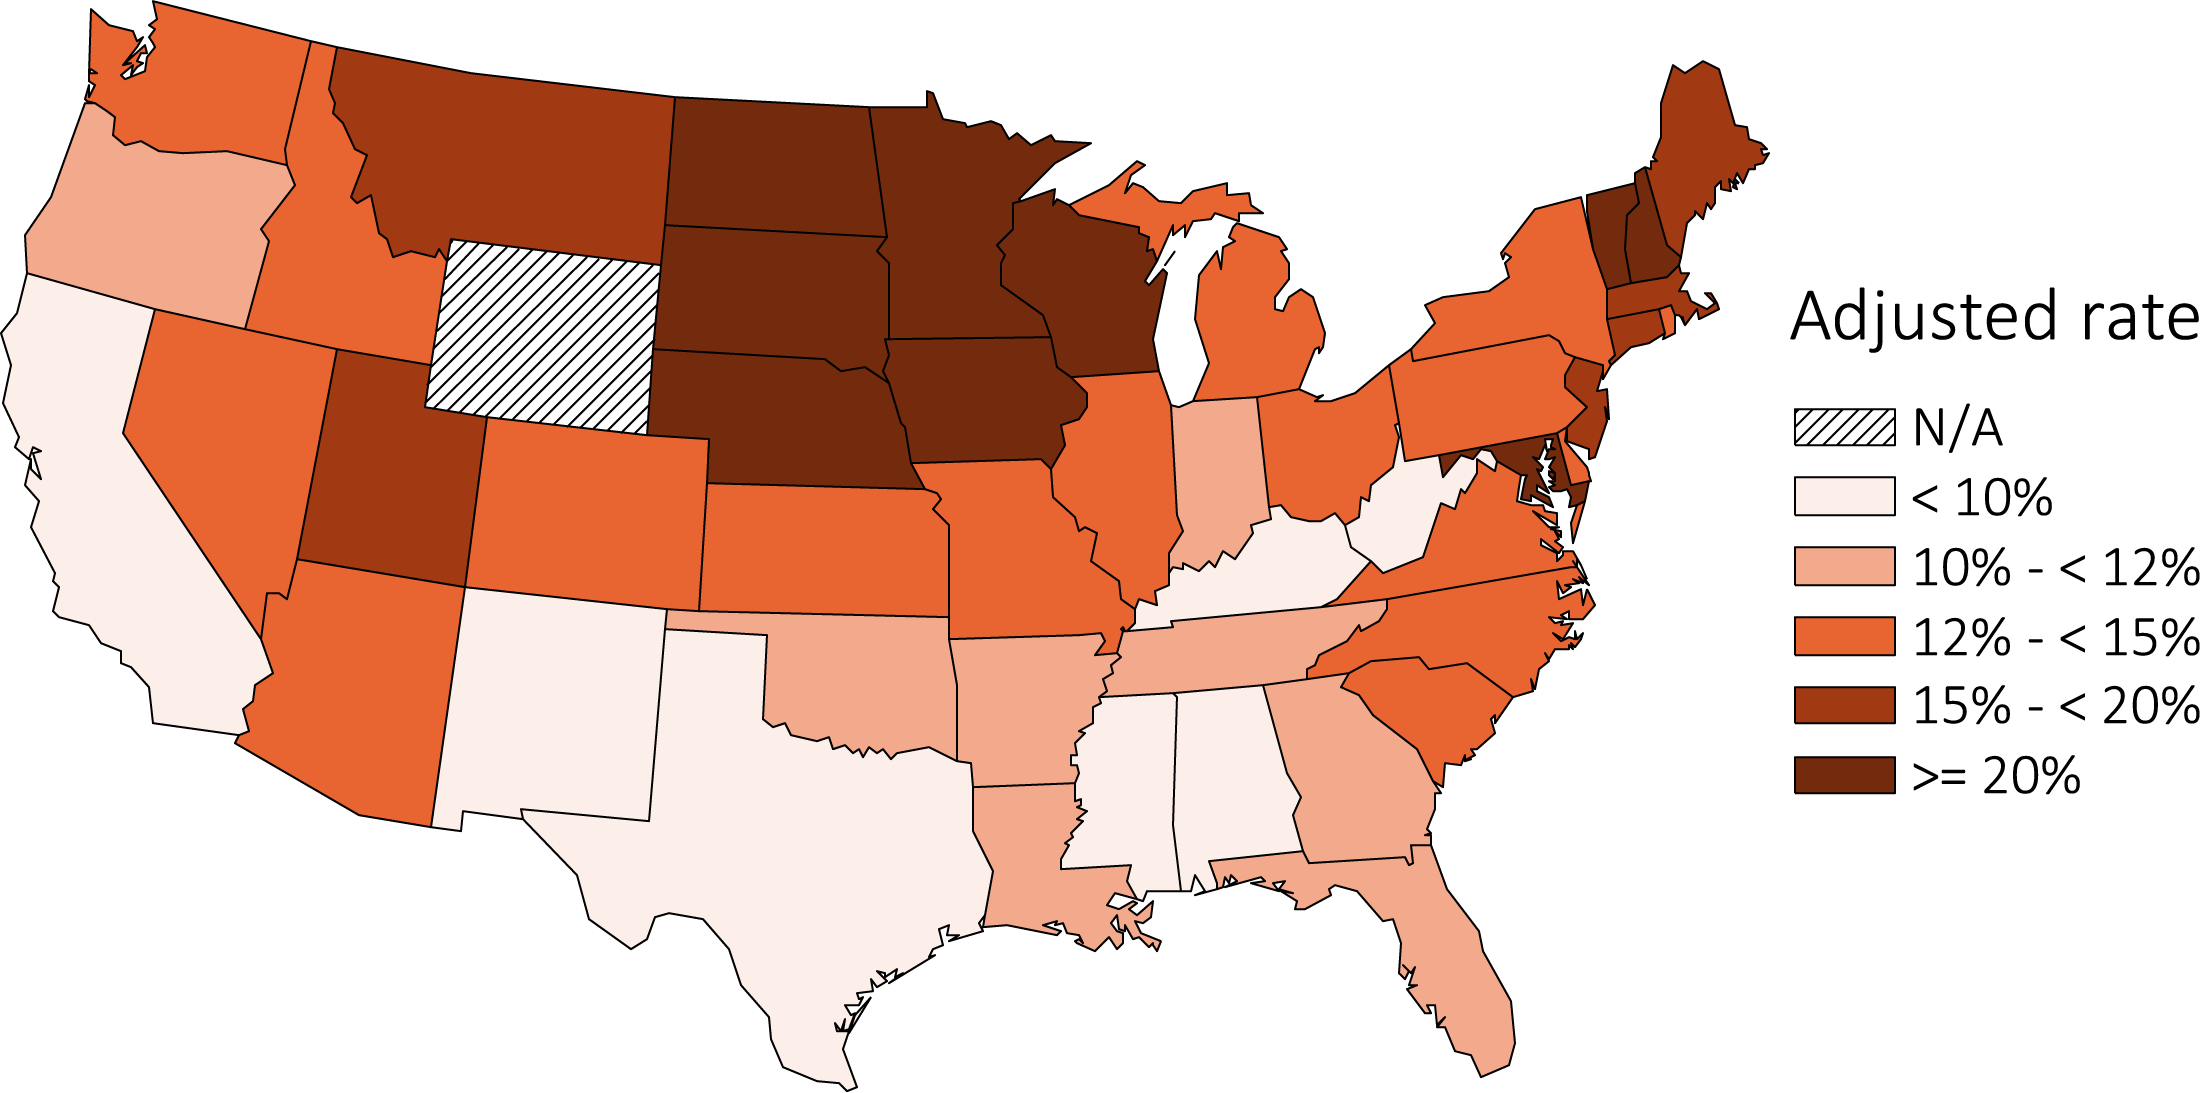 Adjusted rate
N/A
< 10%
10% - < 12%
12% - < 15%
15% - < 20%
>= 20%